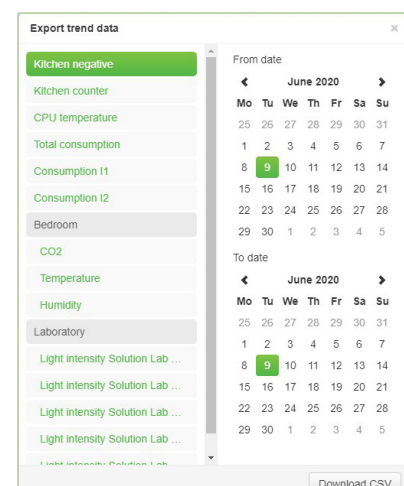 Export trend data ×
Kitchen negative
Kitchen counter
CPU temperature
Total consumption
Consumption I1
Consumption I2
Bedroom
CO2
Temperature
Humidity
Laboratory
Light intensity Solution Lab ...
Light intensity Solution Lab ...
Light intensity Solution Lab ...
Light intensity Solution Lab ...
Light intensity Solution Lab
From date
June 2020
Mo Tu We Th Fr Sa Su
25 26 27 28 29 30 31
1 2 3 4 5 6 7
8 9 10 11 12 13 14
15 16 17 18 19 20 21
22 23 24 25 26 27 28
29 30 1 2 3 4 5
To date
June 2020
Mo Tu We Th Fr Sa Su
25 26 27 28 29 30 31
1 2 3 4 5 6 7
8 9 10 11 12 13 14
15 16 17 18 19 20 21
22 23 24 25 26 27 28
29 30 1 2 3 4 5
Download CSV